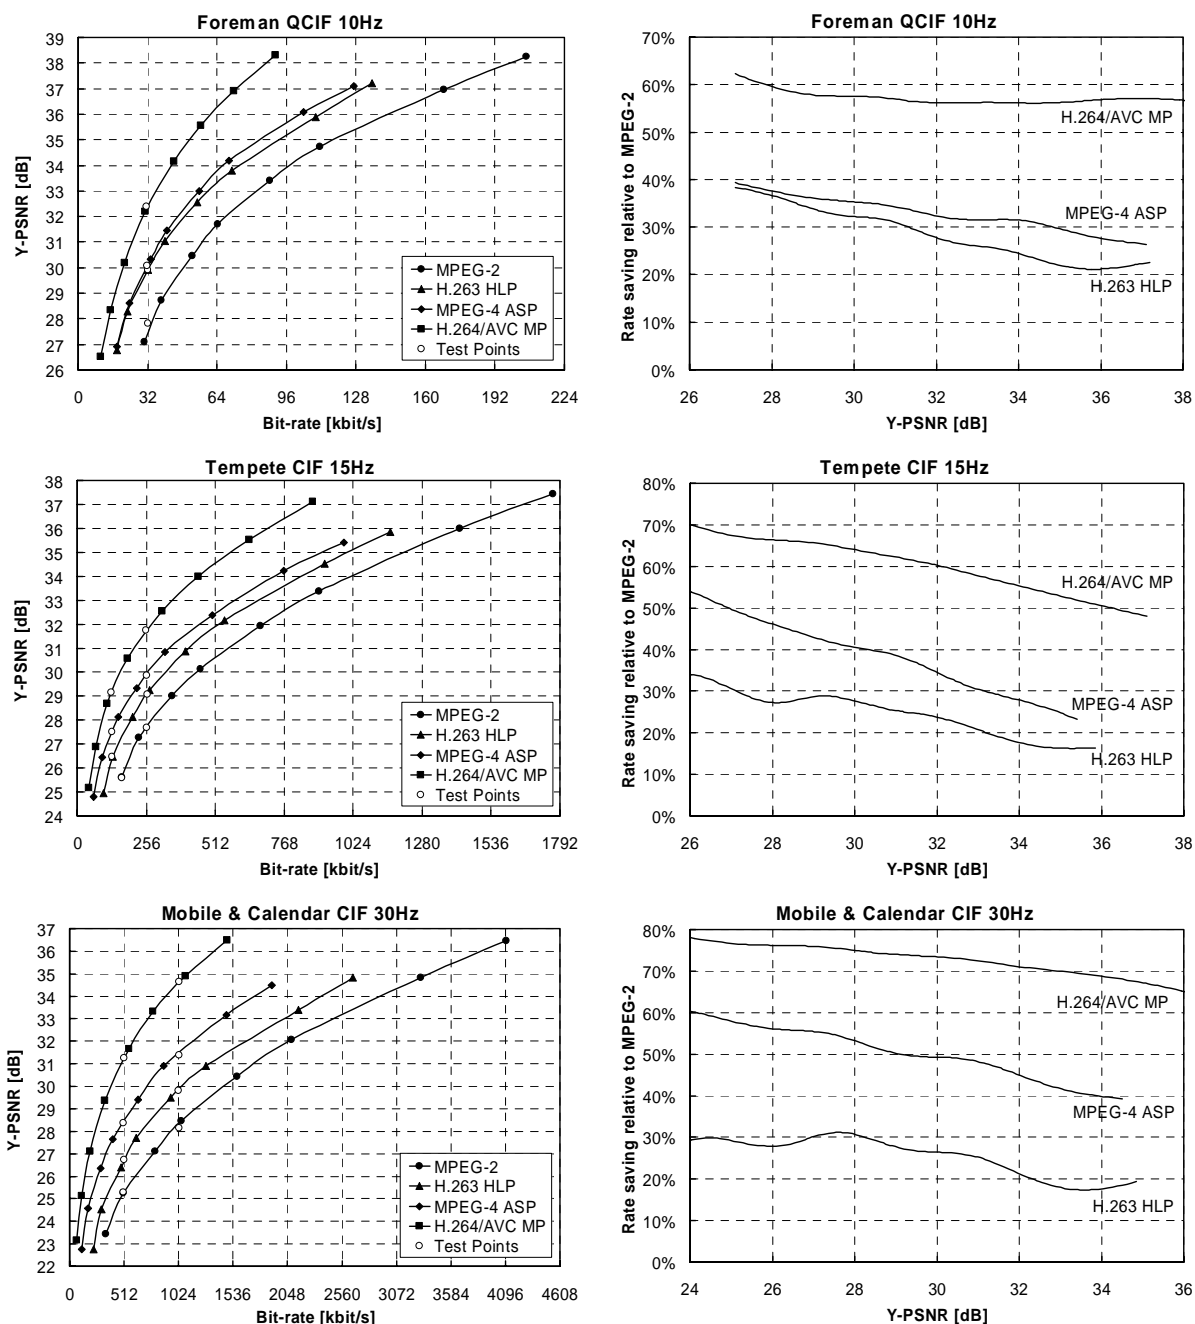 Foreman QCIF 10Hz
39
38
37
36
35
34
33
32
31
30
29
28
27
26
Y-PSNR [dB]
0 32 64 96 128 160 192 224
Bit-rate [kbit/s]
MPEG-2
H.263 HLP
MPEG-4 ASP
H.264/AVC MP
Test Points
Foreman QCIF 10Hz
70%
60%
50%
40%
30%
20%
10%
0%
Rate saving relative to MPEG-2
H.264/AVC MP
MPEG-4 ASP
H.263 HLP
26 28 30 32 34 36 38
Y-PSNR [dB]
Tempete CIF 15Hz
38
37
36
35
34
33
32
31
30
29
28
27
26
25
24
Y-PSNR [dB]
0 256 512 768 1024 1280 1536 1792
Bit-rate [kbit/s]
MPEG-2
H.263 HLP
MPEG-4 ASP
H.264/AVC MP
Test Points
Tempete CIF 15Hz
80%
70%
60%
50%
40%
30%
20%
10%
0%
Rate saving relative to MPEG-2
H.264/AVC MP
MPEG-4 ASP
H.263 HLP
26 28 30 32 34 36 38
Y-PSNR [dB]
Mobile & Calendar CIF 30Hz
37
36
35
34
33
32
31
30
29
28
27
26
25
24
23
22
Y-PSNR [dB]
0 512 1024 1536 2048 2560 3072 3584 4096 4608
Bit-rate [kbit/s]
MPEG-2
H.263 HLP
MPEG-4 ASP
H.264/AVC MP
Test Points
Mobile & Calendar CIF 30Hz
80%
70%
60%
50%
40%
30%
20%
10%
0%
Rate saving relative to MPEG-2
H.264/AVC MP
MPEG-4 ASP
H.263 HLP
24 26 28 30 32 34 36
Y-PSNR [dB]